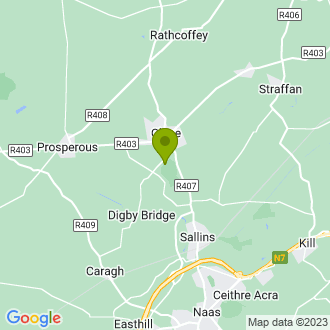 R406
Rathcoffey
R403
Straffan
R408
C
e
R403
R403
Prosperous
R407
Digby Bridge
R409
Sallins
N7
Kill
Caragh
Ceithre Acra
Naas
Google
Easthill
Map data ©2023